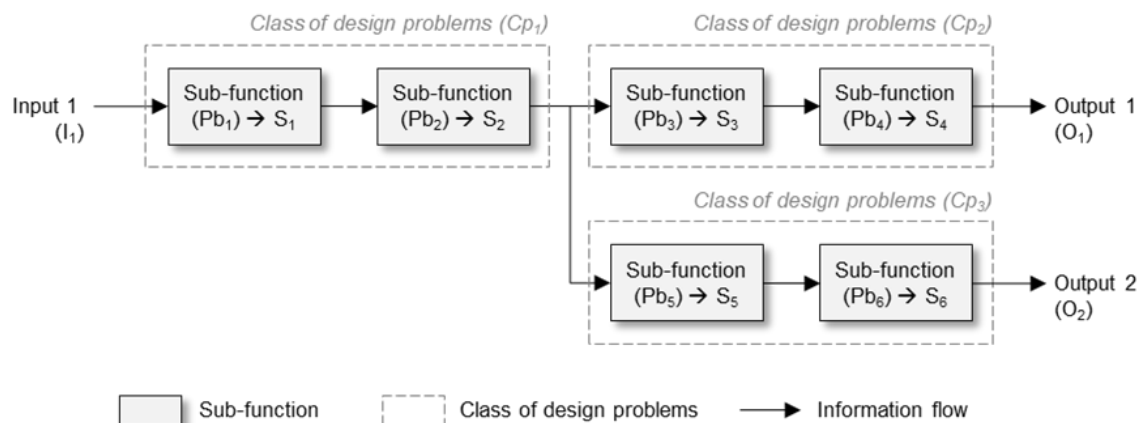 Class of design problems (Cp₁)
Class of design problems (Cp₂)
Input 1
(I₁)
Sub-function
(Pb₁) → S₁
Sub-function
(Pb₂) → S₂
Sub-function
(Pb₃) → S₃
Sub-function
(Pb₄) → S₄
Output 1
(O₁)
Class of design problems (Cp₃)
Sub-function
(Pb₅) → S₅
Sub-function
(Pb₆) → S₆
Output 2
(O₂)
Sub-function
Class of design problems
Information flow